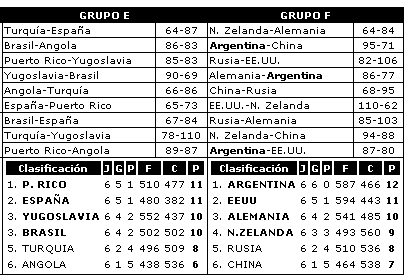 GRUPO E
Turquía-España 64-87
Brasil-Angola 86-83
Puerto Rico-Yugoslavia 85-83
Yugoslavia-Brasil 90-69
Angola-Turquía 66-86
España-Puerto Rico 65-73
Brasil-España 67-84
Turquía-Yugoslavia 78-110
Puerto Rico-Angola 89-87
Clasificación J G P F C P
1. P. RICO 6 5 1 510 477 11
2. ESPAÑA 6 5 1 480 382 11
3. YUGOSLAVIA 6 4 2 552 437 10
3. BRASIL 6 4 2 502 502 10
5. TURQUIA 6 2 4 496 509 8
6. ANGOLA 6 1 5 438 536 6
GRUPO F
N. Zelanda-Alemania 64-84
Argentina-China 95-71
Rusia-EE.UU. 82-106
Alemania-Argentina 86-77
China-Rusia 68-95
EE.UU.-N. Zelanda 110-62
Rusia-Alemania 85-103
China-N. Zelanda 94-88
Argentina-EE.UU. 87-80
Clasificación J G P F C P
1. ARGENTINA 6 6 0 587 466 12
2. EEUU 6 5 1 594 443 11
3. ALEMANIA 6 4 2 541 485 10
4. N.ZELANDA 6 3 3 493 560 9
5. RUSIA 6 2 4 510 536 8
6. CHINA 6 1 5 464 538 7